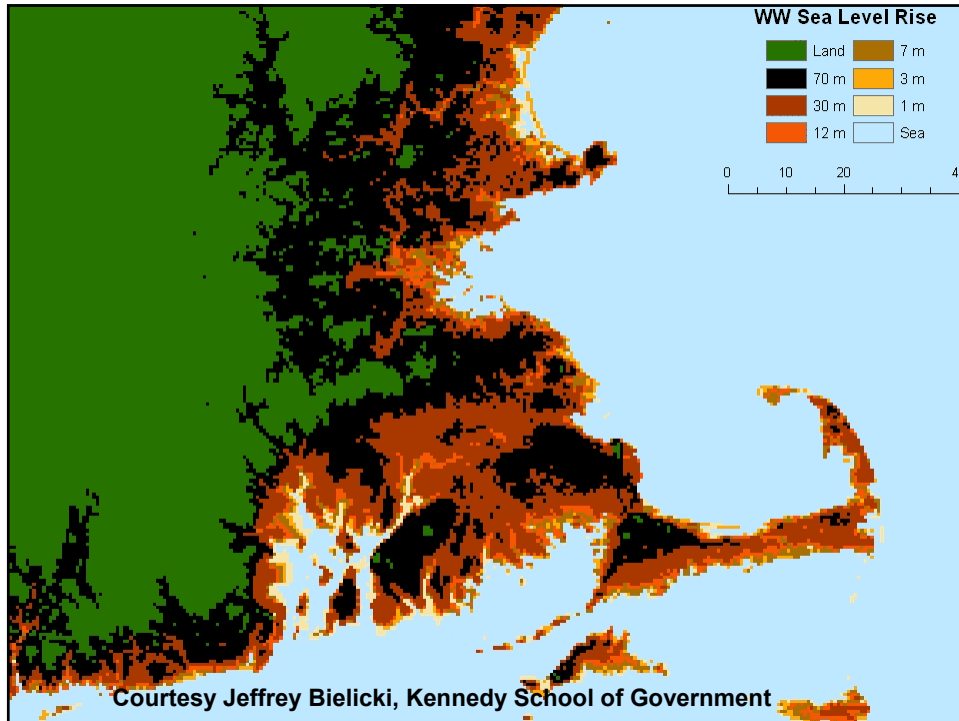 WW Sea Level Rise
Land 7 m
70 m 3 m
30 m 1 m
12 m Sea
0 10 20 4
Courtesy Jeffrey Bielicki, Kennedy School of Government